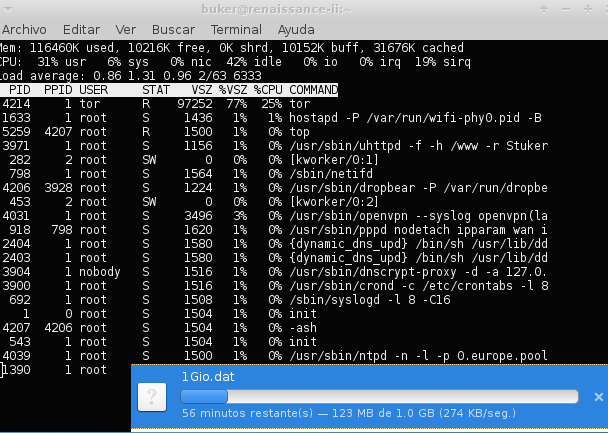 buker@renaissance-ii:~
Archivo Editar Ver Buscar Terminal Ayuda
Mem: 116460K used, 10216K free, 0K shrd, 10152K buff, 31676K cached
CPU: 31% usr 6% sys 0% nic 42% idle 0% io 0% irq 19% sirq
Load average: 0.86 1.31 0.96 2/63 6333
PID PPID USER STAT VSZ %VSZ %CPU COMMAND
4214 1 tor R 97252 77% 25% tor
1633 1 root S 1436 1% 1% hostapd -P /var/run/wifi-phy0.pid -B
5259 4207 root R 1500 1% 0% top
3971 1 root S 1156 1% 0% /usr/sbin/uhttpd -f -h /www -r Stuker
282 2 root SW 0 0% 0% [kworker/0:1]
798 1 root S 1564 1% 0% /sbin/netifd
4206 3928 root S 1224 1% 0% /usr/sbin/dropbear -P /var/run/dropbe
453 2 root SW 0 0% 0% [kworker/0:2]
4031 1 root S 3496 3% 0% /usr/sbin/openvpn --syslog openvpn(la
918 798 root S 1620 1% 0% /usr/sbin/pppd nodetach ipparam wan i
2404 1 root S 1580 1% 0% {dynamic_dns_upd} /bin/sh /usr/lib/dd
2403 1 root S 1580 1% 0% {dynamic_dns_upd} /bin/sh /usr/lib/dd
3904 1 nobody S 1516 1% 0% /usr/sbin/dnscrypt-proxy -d -a 127.0.
3900 1 root S 1516 1% 0% /usr/sbin/crond -c /etc/crontabs -l 8
692 1 root S 1508 1% 0% /sbin/syslogd -l 8 -C16
1 0 root S 1504 1% 0% init
4207 4206 root S 1504 1% 0% -ash
543 1 root S 1504 1% 0% init
4039 1 root S 1500 1% 0% /usr/sbin/ntpd -n -l -p 0.europe.pool
1390 1 root
1Gio.dat
56 minutos restante(s) — 123 MB de 1.0 GB (274 KB/seg.)